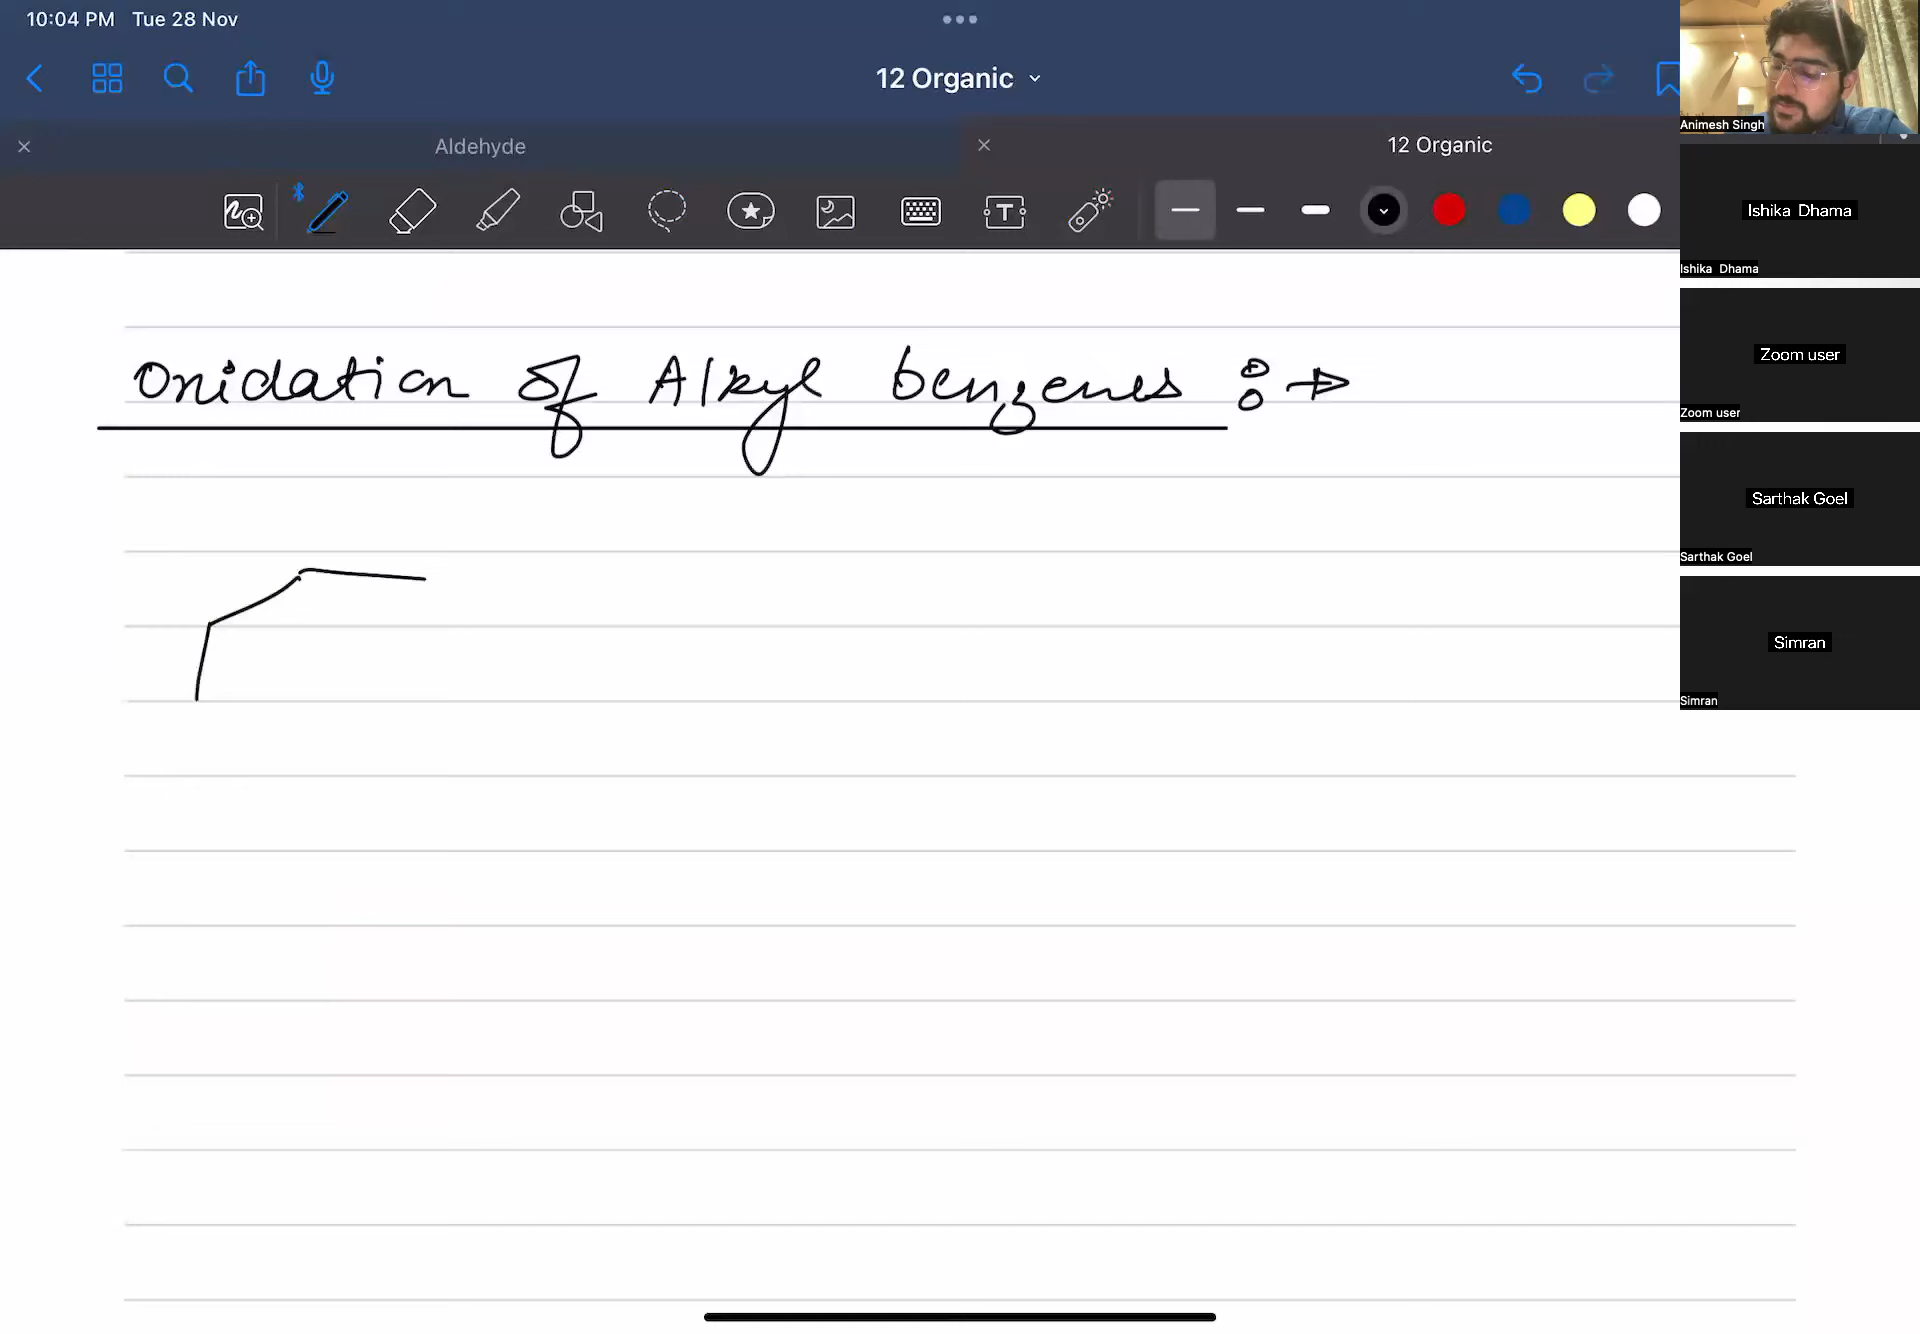 10:04 PM Tue 28 Nov
12 Organic
Aldehyde
12 Organic
T
Oxidation of Alkyl benzenes :→
Animesh Singh
Ishika Dhama
Ishika Dhama
Zoom user
Zoom user
Sarthak Goel
Sarthak Goel
Simran
Simran